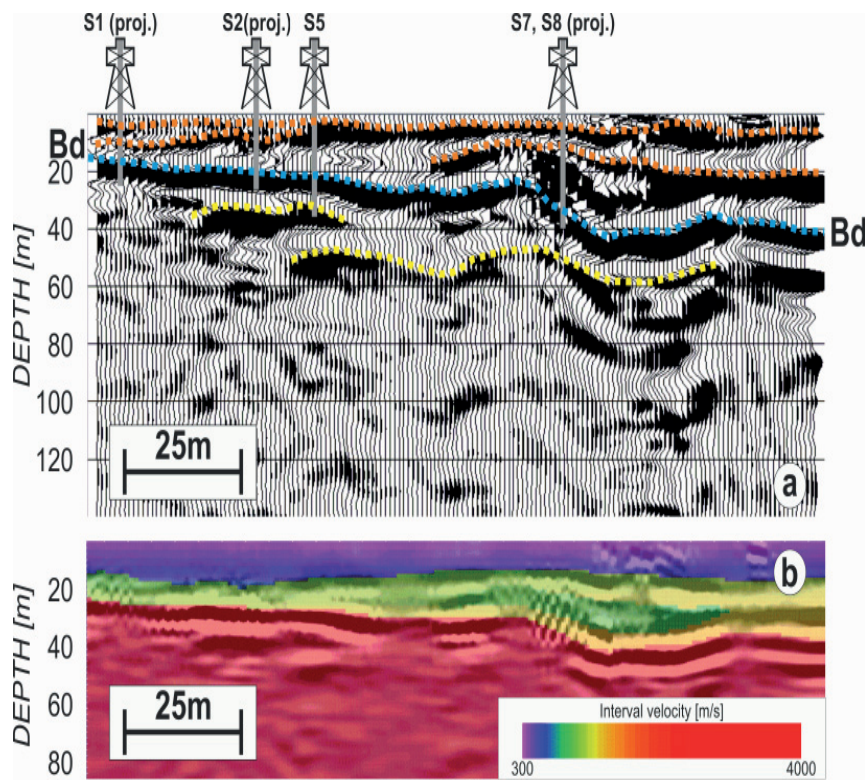 S1 (proj.) S2(proj.) S5 S7, S8 (proj.)
Bd
20
40
60
80
100
120
DEPTH [m]
Bd
25m
a
20
40
60
80
DEPTH [m]
b
25m
Interval velocity [m/s]
300 4000